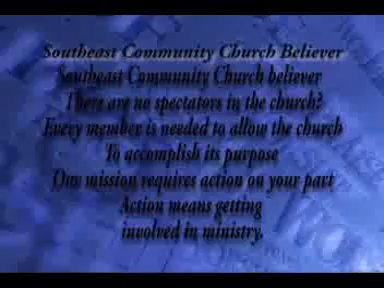 Southeast Community Church Believer
Southeast Community Church believer
There are no spectators in the church?
Every member is needed to allow the church
To accomplish its purpose
Our mission requires action on your part
Action means getting
involved in ministry.